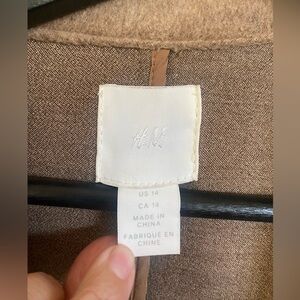 H&M
US 14
CA 14
MADE IN
CHINA
FABRIQUÉ EN
CHINE